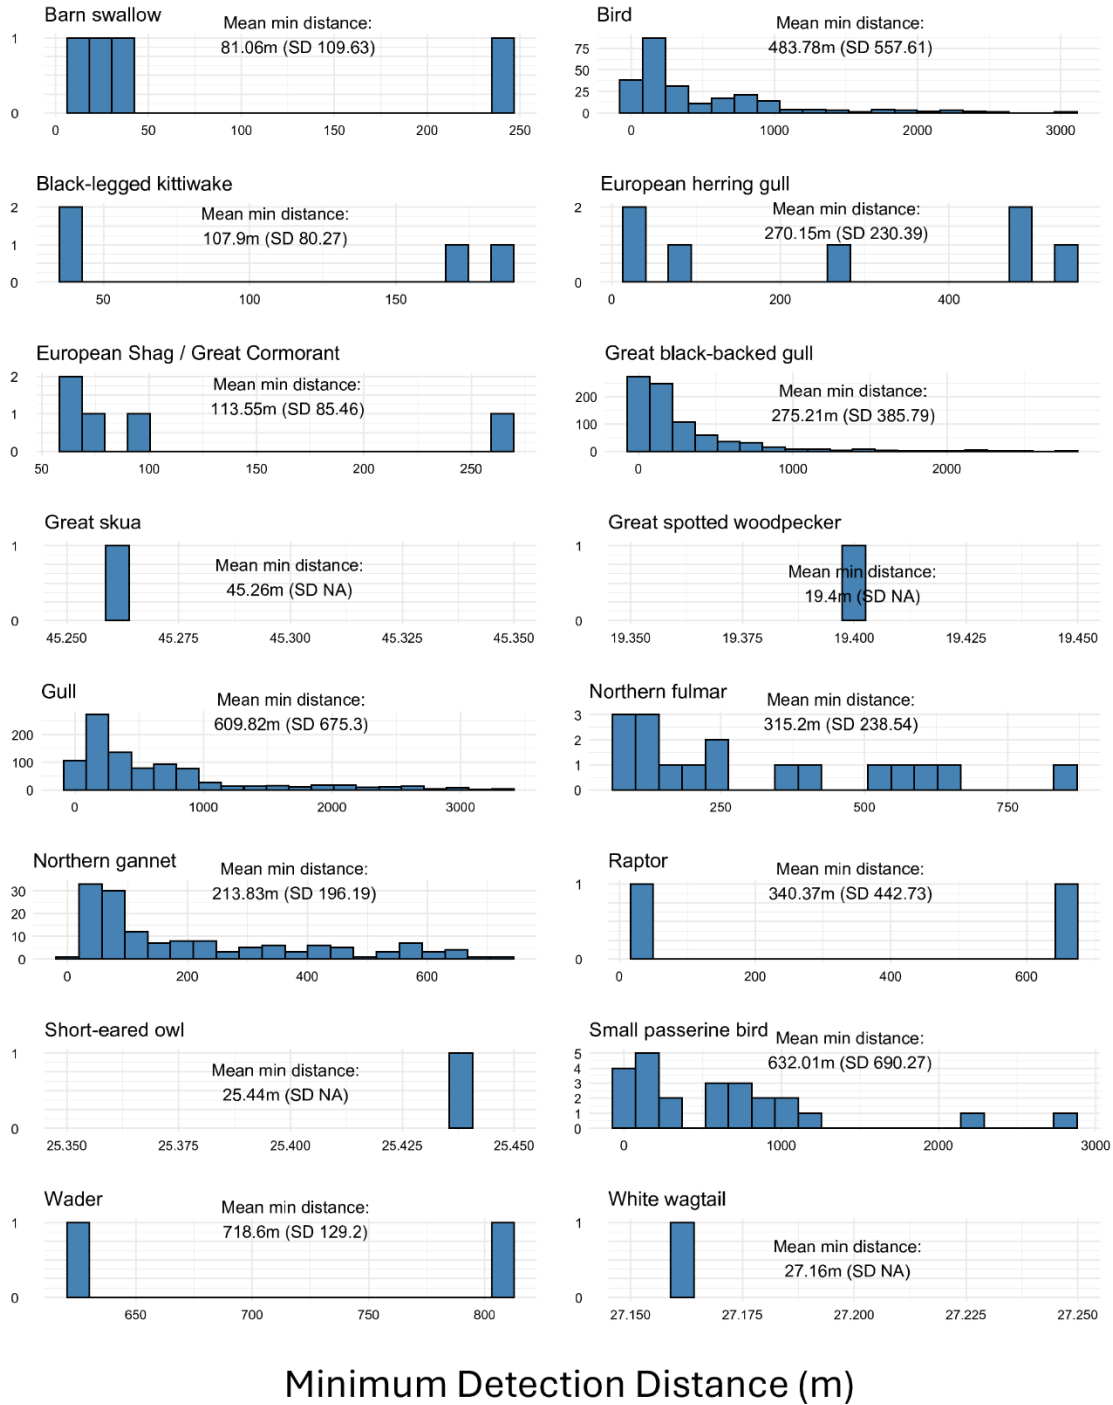 Barn swallow
Mean min distance:
81.06m (SD 109.63)
1
0
0 50 100 150 200 250
Bird
Mean min distance:
483.78m (SD 557.61)
75
50
25
0
0 1000 2000 3000
Black-legged kittiwake
Mean min distance:
107.9m (SD 80.27)
2
1
0
50 100 150
European herring gull
Mean min distance:
270.15m (SD 230.39)
2
1
0
0 200 400
European Shag / Great Cormorant
Mean min distance:
113.55m (SD 85.46)
2
1
0
50 100 150 200 250
Great black-backed gull
Mean min distance:
275.21m (SD 385.79)
200
100
0
0 1000 2000
Great skua
Mean min distance:
45.26m (SD NA)
1
0
45.250 45.275 45.300 45.325 45.350
Great spotted woodpecker
Mean min distance:
19.4m (SD NA)
1
0
19.350 19.375 19.400 19.425 19.450
Gull
Mean min distance:
609.82m (SD 675.3)
200
100
0
0 1000 2000 3000
Northern fulmar
Mean min distance:
315.2m (SD 238.54)
3
2
1
0
250 500 750
Northern gannet
Mean min distance:
213.83m (SD 196.19)
30
20
10
0
0 200 400 600
Raptor
Mean min distance:
340.37m (SD 442.73)
1
0
0 200 400 600
Short-eared owl
Mean min distance:
25.44m (SD NA)
1
0
25.350 25.375 25.400 25.425 25.450
Small passerine bird
Mean min distance:
632.01m (SD 690.27)
5
4
3
2
1
0
0 1000 2000 3000
Wader
Mean min distance:
718.6m (SD 129.2)
1
0
650 700 750 800
White wagtail
Mean min distance:
27.16m (SD NA)
1
0
27.150 27.175 27.200 27.225 27.250
Minimum Detection Distance (m)